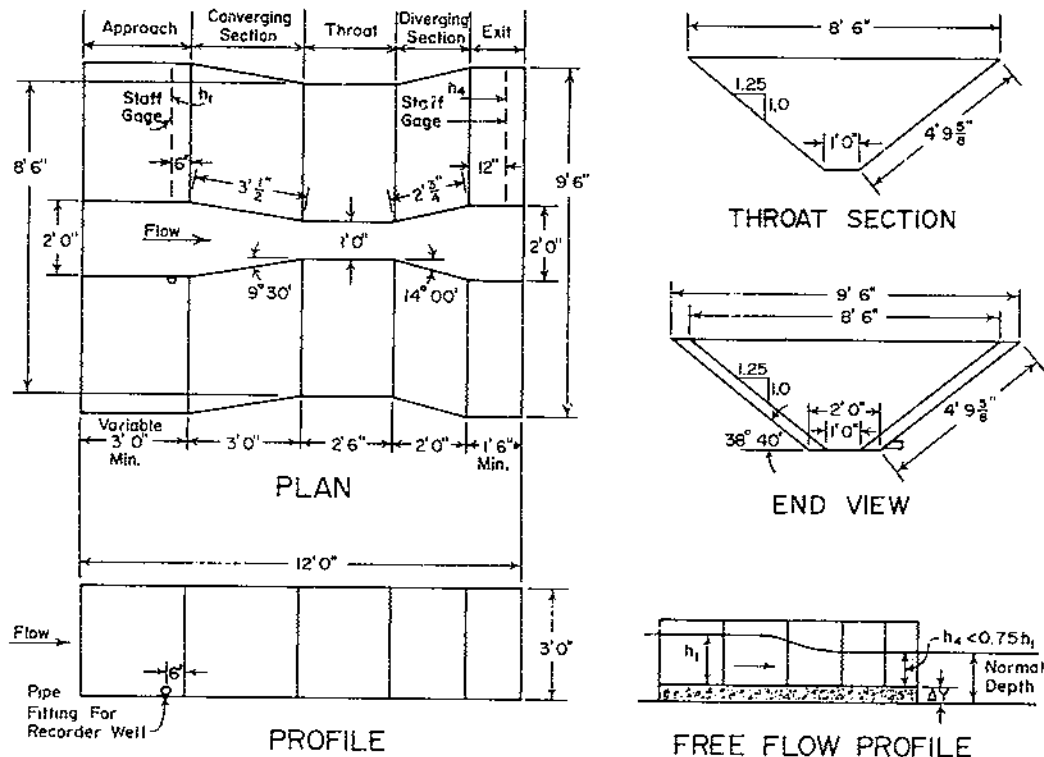 Approach
Converging
Section
Throat
Diverging
Section
Exit
Staff
Gage
h₁
h₄
Staff
Gage
8' 6"
6"
3' ½"
2' ¾"
12"
9' 6"
2' 0"
Flow
1' 0"
2' 0"
9° 30'
14° 00'
Variable
3' 0"
Min.
3' 0"
2' 6"
2' 0"
1' 6"
Min.
PLAN
12' 0"
Flow
6"
3' 0"
Pipe
Fitting For
Recorder Well
PROFILE
8' 6"
1.25
1.0
1' 0"
4' 9⅝"
THROAT SECTION
9' 6"
8' 6"
1.25
1.0
2' 0"
1' 0"
38° 40'
4' 9⅝"
END VIEW
h₄ < 0.75 h₁
h₁
Normal
Depth
ΔY
FREE FLOW PROFILE